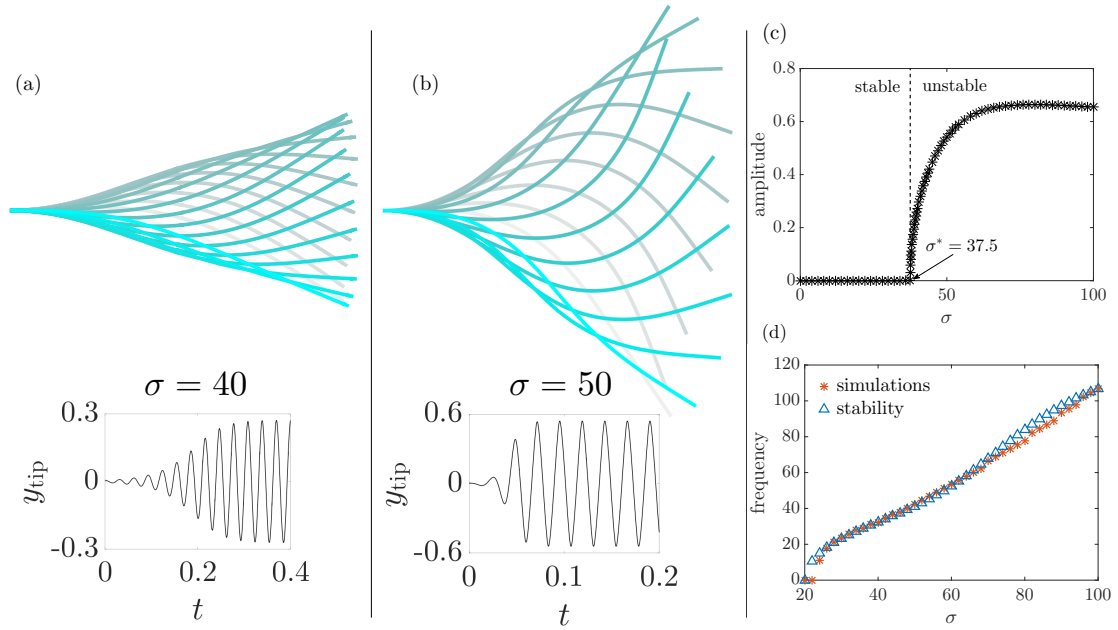 (a)
σ = 40
0.3
0
-0.3
y_tip
0
0.2
0.4
t
(b)
σ = 50
0.6
0
-0.6
y_tip
0
0.1
0.2
t
(c)
0.8
0.6
0.4
0.2
0
amplitude
stable
unstable
σ* = 37.5
0
50
100
σ
(d)
120
100
80
60
40
20
0
frequency
simulations
stability
20
40
60
80
100
σ